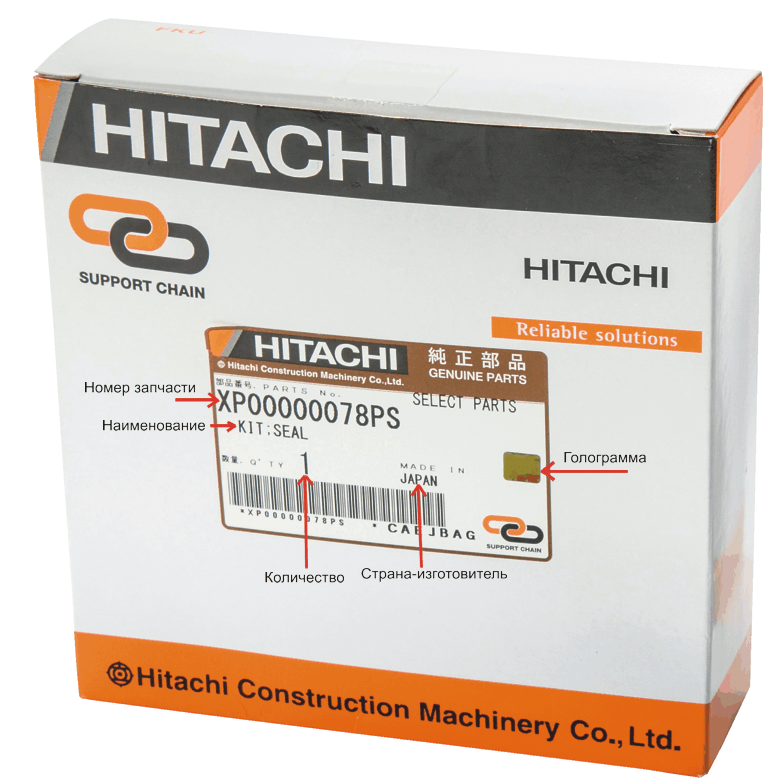 FKU
HITACHI
SUPPORT CHAIN
HITACHI
Reliable solutions
HITACHI
純正部品
© Hitachi Construction Machinery Co.,Ltd.
GENUINE PARTS
Номер запчасти
部品番号. PARTS No.
XP00000078PS
SELECT PARTS
Наименование
KIT;SEAL
Голограмма
数量. Q'TY
1
MADE IN
JAPAN
*XP00000078PS
* CAEJBAG
SUPPORT CHAIN
Количество
Страна-изготовитель
Hitachi Construction Machinery Co., Ltd.